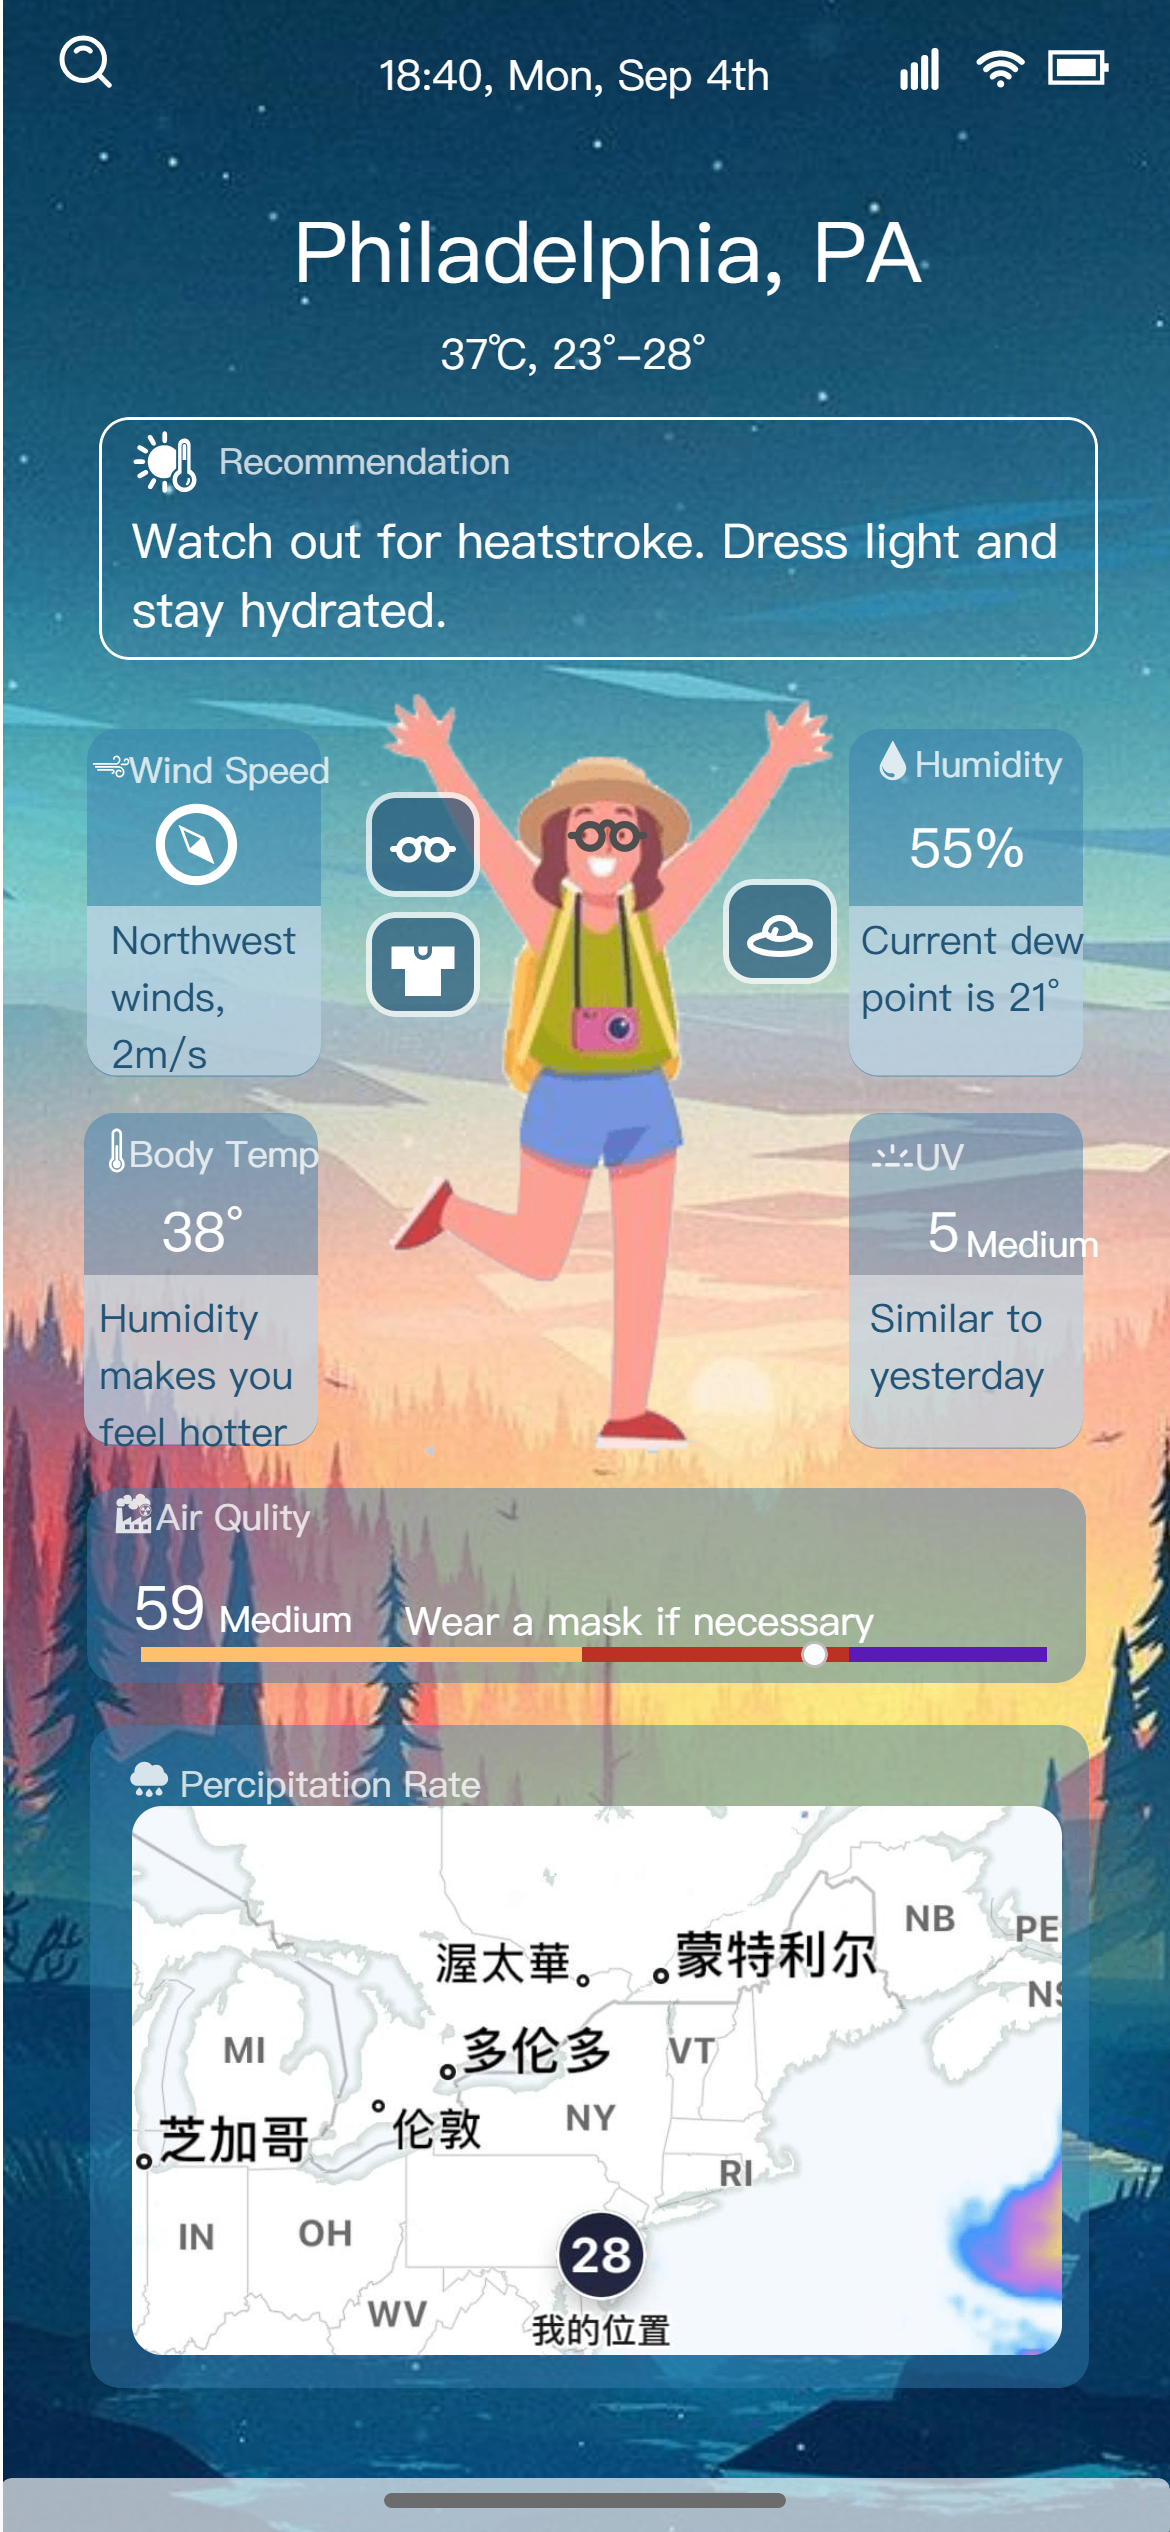 18:40, Mon, Sep 4th
Philadelphia, PA
37℃, 23°–28°
Recommendation
Watch out for heatstroke. Dress light and
stay hydrated.
Wind Speed
Northwest
winds,
2m/s
Humidity
55%
Current dew
point is 21°
Body Temp
38°
Humidity
makes you
feel hotter
UV
5 Medium
Similar to
yesterday
Air Qulity
59 Medium Wear a mask if necessary
Percipitation Rate
NB
PE
渥太華
蒙特利尔
NS
MI
多伦多
VT
芝加哥
伦敦
NY
RI
IN
OH
28
WV
我的位置